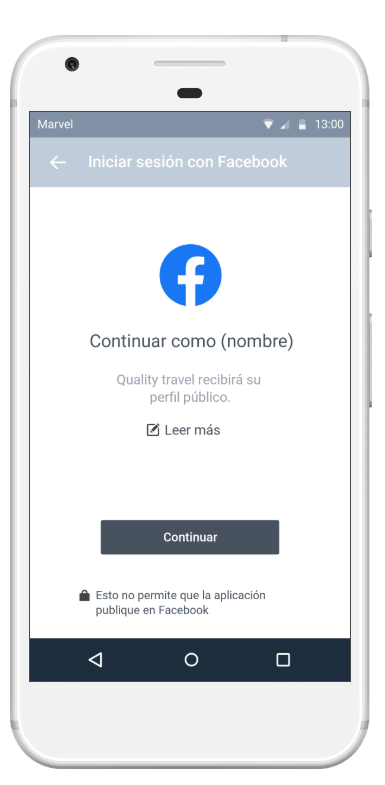 Marvel 13:00
Iniciar sesión con Facebook
Continuar como (nombre)
Quality travel recibirá su
perfil público.
Leer más
Continuar
Esto no permite que la aplicación
publique en Facebook